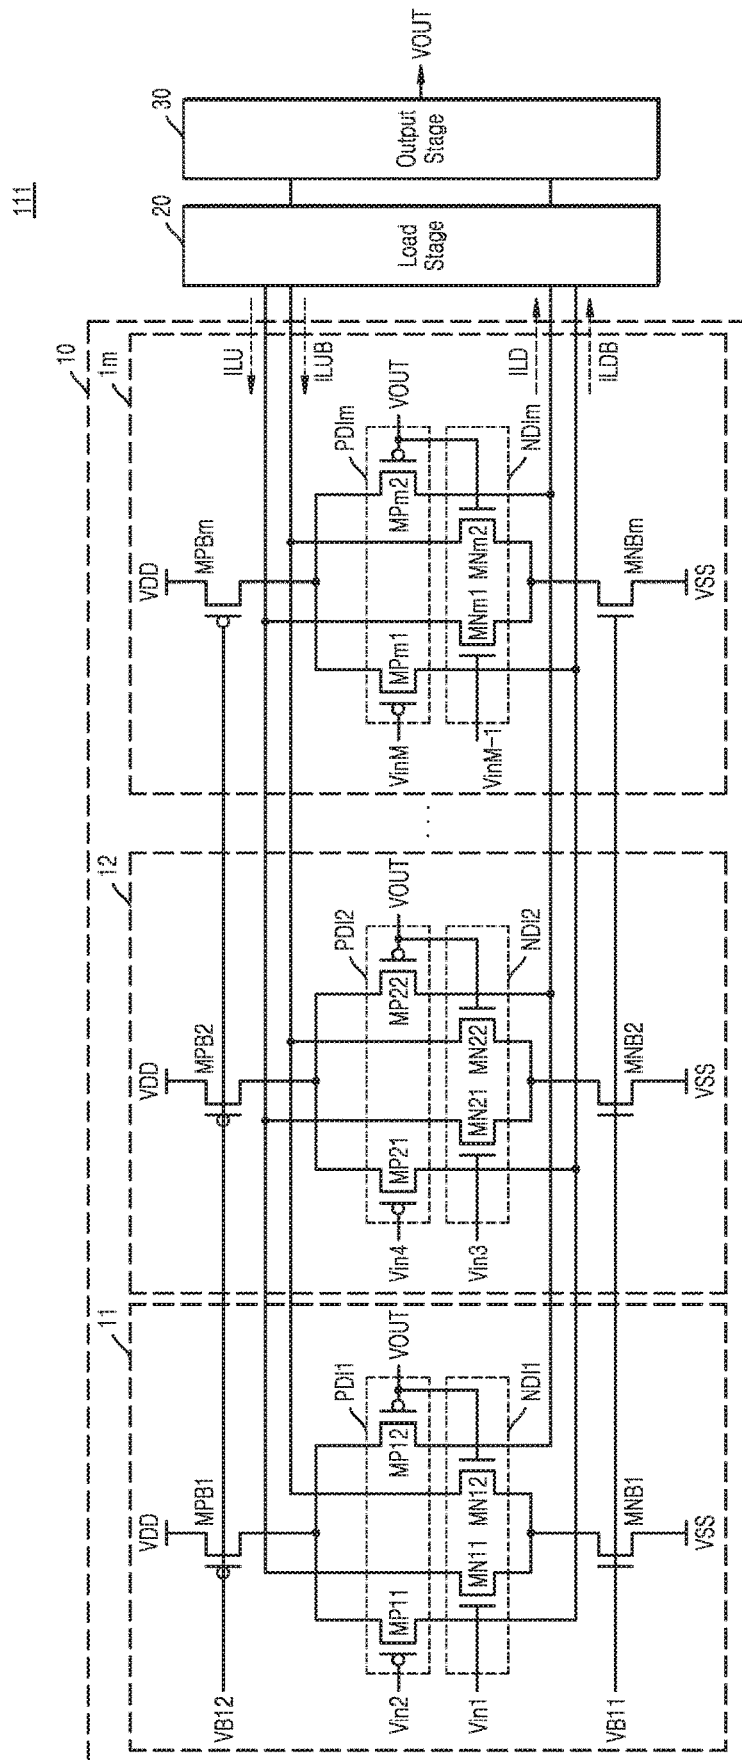 111
10
11
12
1m
20
30
VDD
VDD
VDD
MPB1
MPB2
MPBm
VB12
ILU
ILUB
Load
Stage
Output
Stage
VOUT
PDI1
PDI2
PDIm
Vin2
MP11
MP12
VOUT
Vin4
MP21
MP22
VOUT
VinM
MPm1
MPm2
VOUT
Vin1
MN11
MN12
NDI1
Vin3
MN21
MN22
NDI2
VinM-1
MNm1
MNm2
NDIm
...
ILD
ILDB
VB11
MNB1
MNB2
MNBm
VSS
VSS
VSS